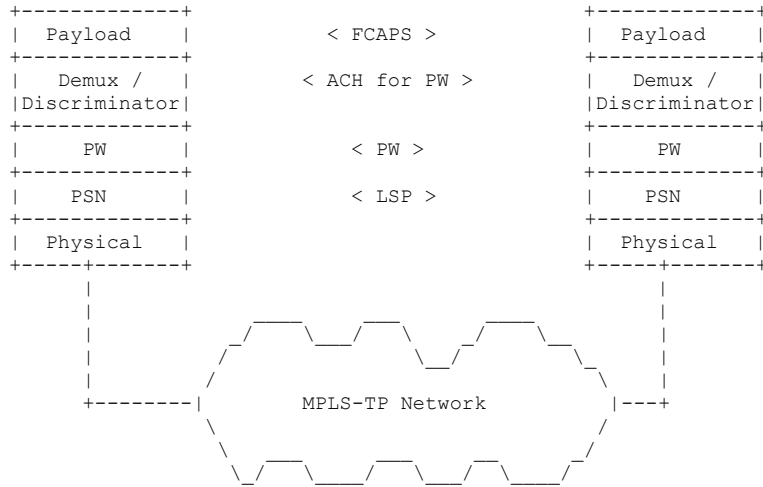 Payload < FCAPS > Payload
Demux / < ACH for PW > Demux /
Discriminator Discriminator
PW < PW > PW
PSN < LSP > PSN
Physical Physical
MPLS-TP Network